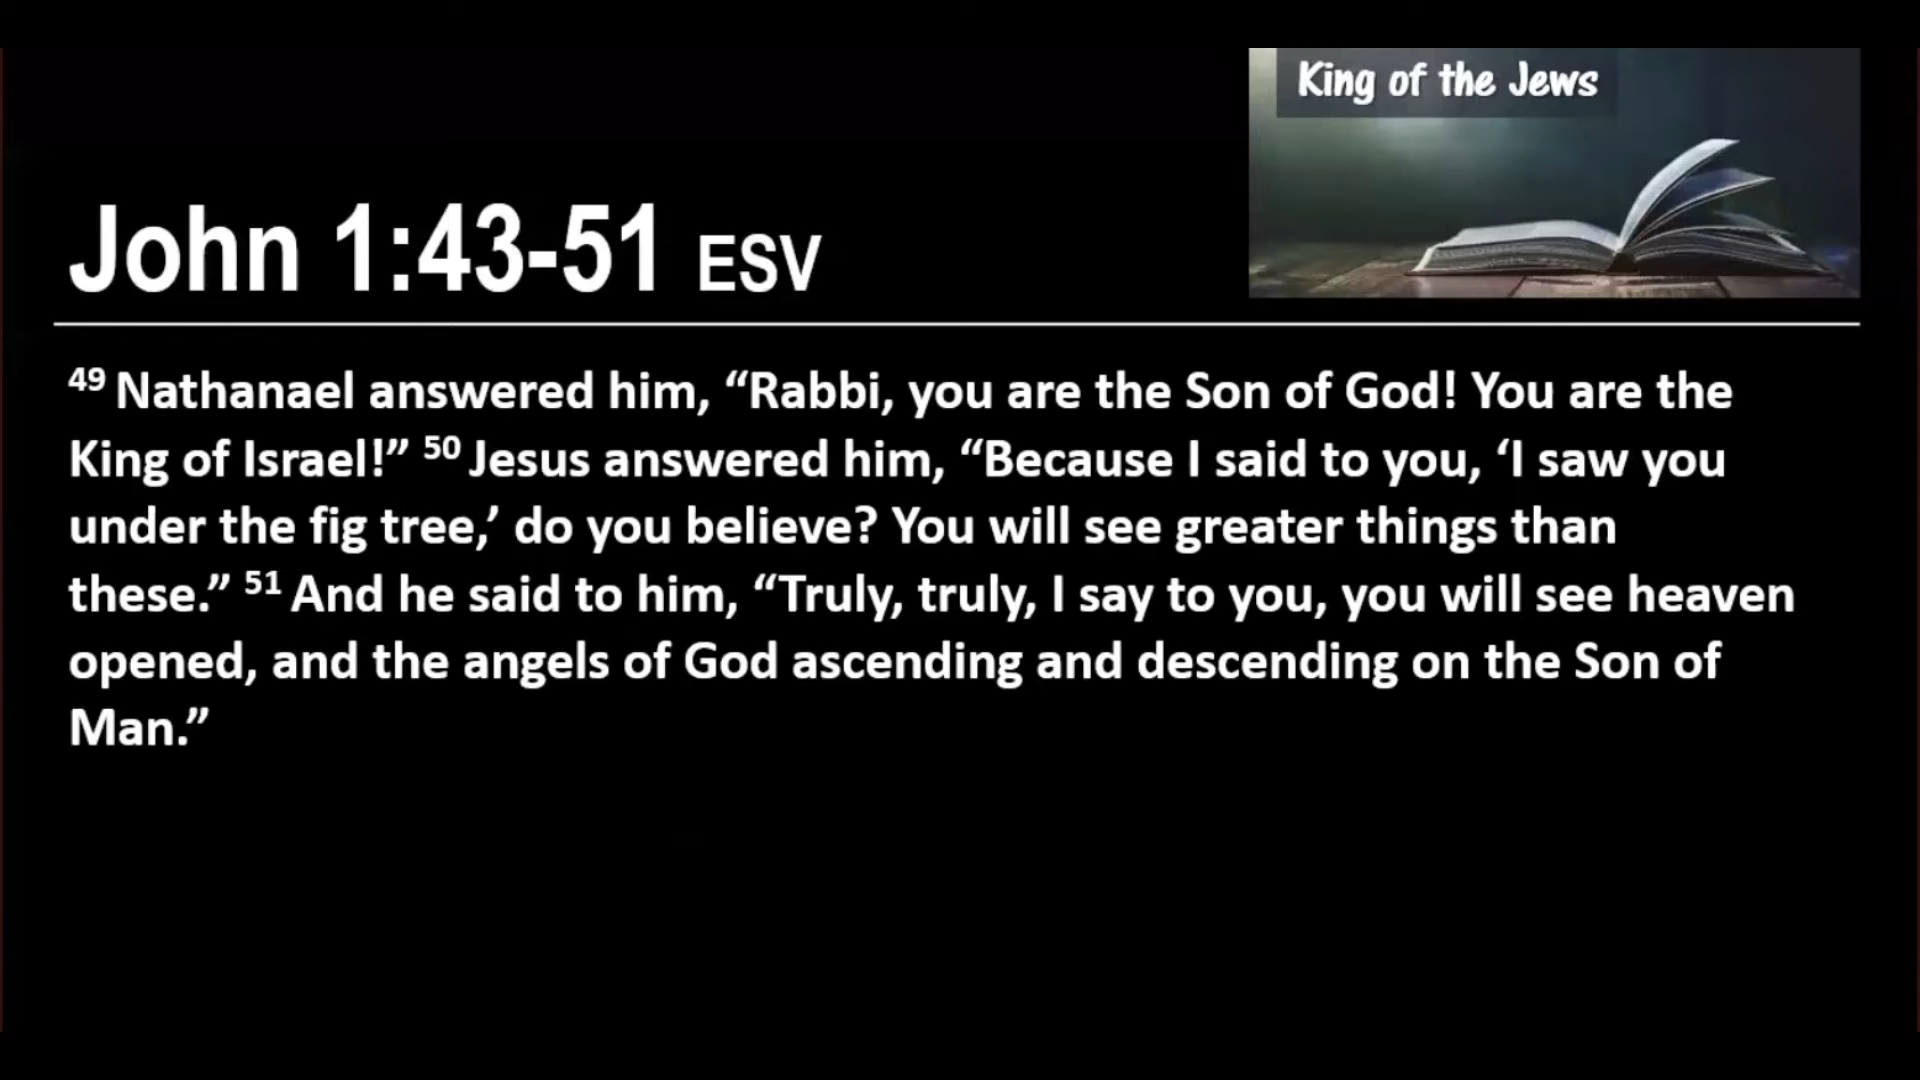 King of the Jews
John 1:43-51 ESV
49 Nathanael answered him, “Rabbi, you are the Son of God! You are the
King of Israel!” 50 Jesus answered him, “Because I said to you, ‘I saw you
under the fig tree,’ do you believe? You will see greater things than
these.” 51 And he said to him, “Truly, truly, I say to you, you will see heaven
opened, and the angels of God ascending and descending on the Son of
Man.”